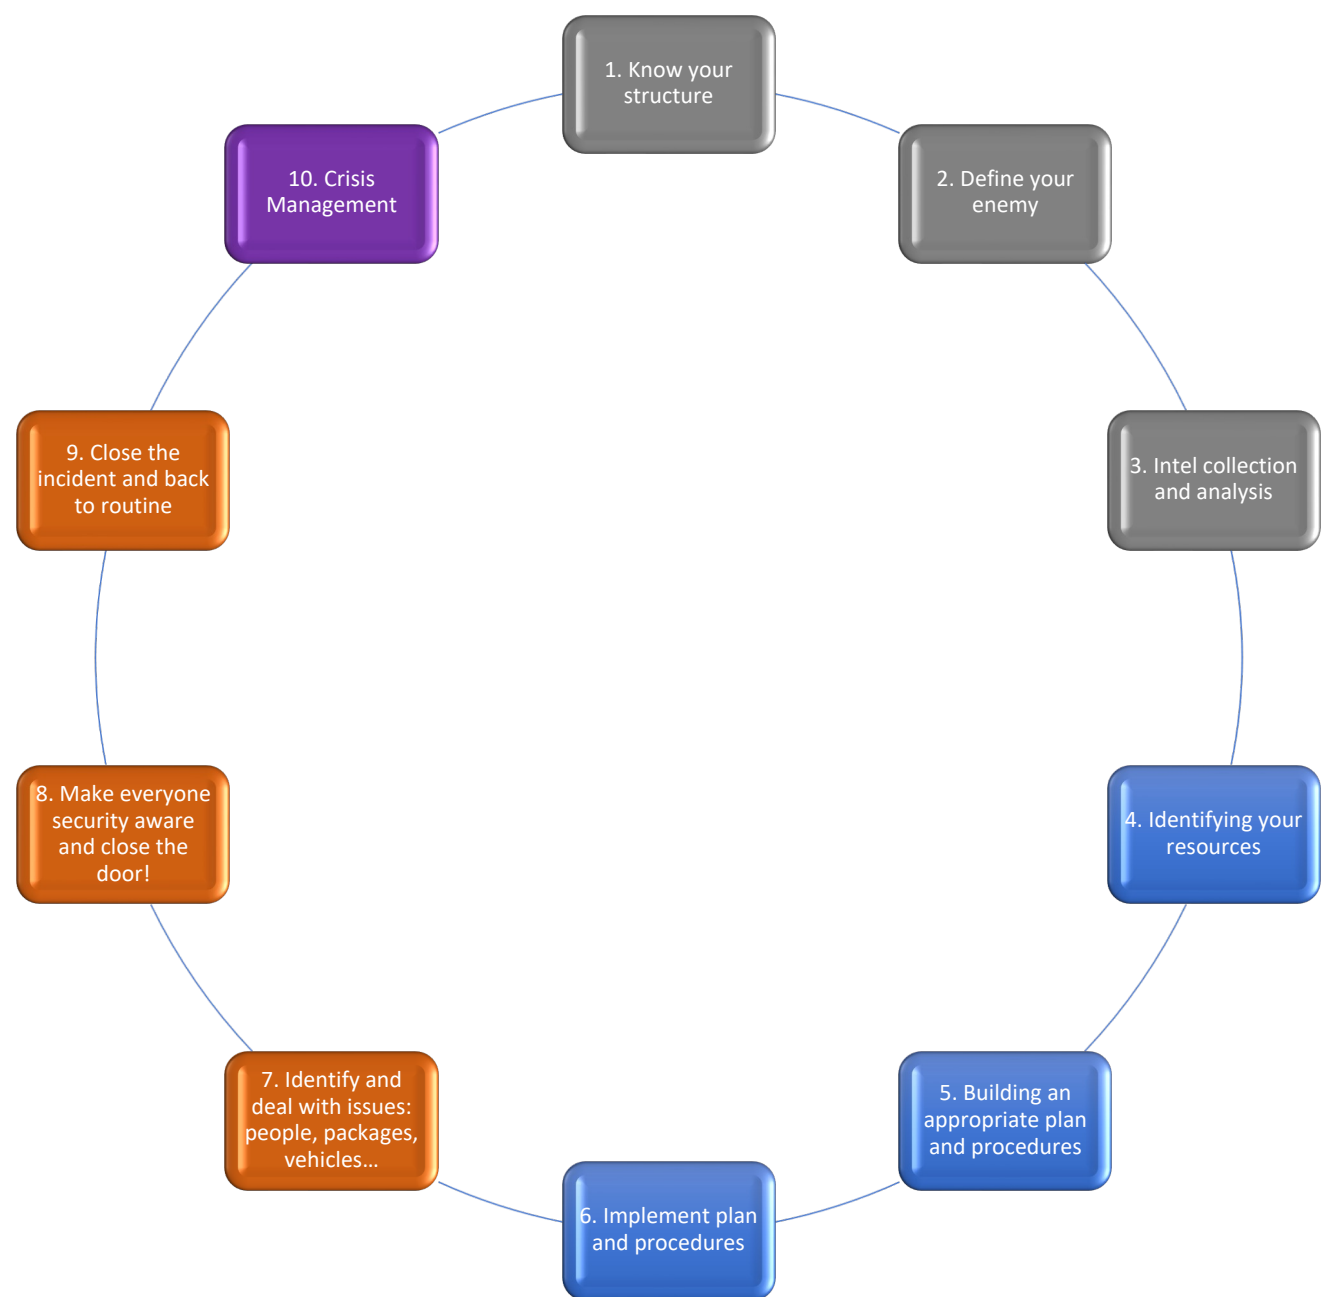 1. Know your
structure
2. Define your
enemy
3. Intel collection
and analysis
4. Identifying your
resources
5. Building an
appropriate plan
and procedures
6. Implement plan
and procedures
7. Identify and
deal with issues:
people, packages,
vehicles…
8. Make everyone
security aware
and close the
door!
9. Close the
incident and back
to routine
10. Crisis
Management